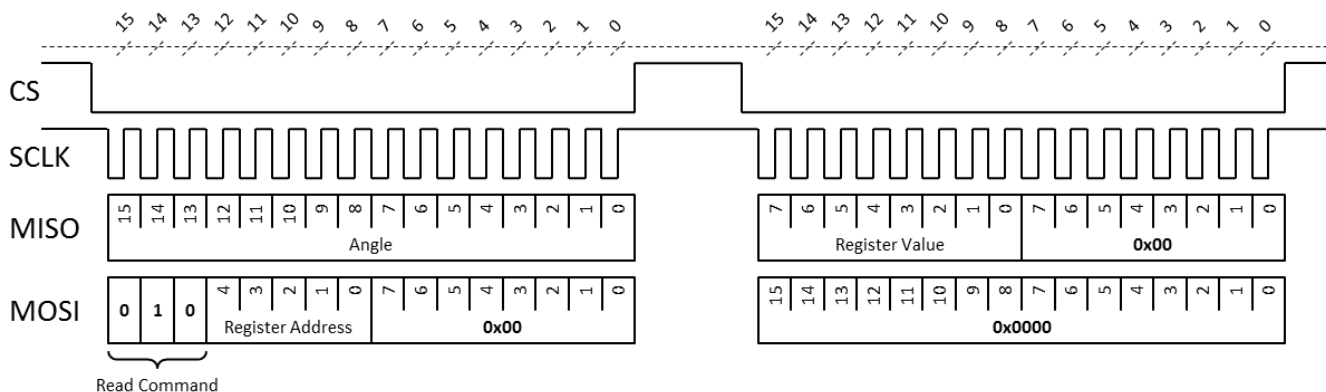 15 14 13 12 11 10 9 8 7 6 5 4 3 2 1 0 15 14 13 12 11 10 9 8 7 6 5 4 3 2 1 0
CS
SCLK
MISO 15 14 13 12 11 10 9 8 7 6 5 4 3 2 1 0 7 6 5 4 3 2 1 0 7 6 5 4 3 2 1 0
Angle Register Value 0x00
MOSI 0 1 0 4 3 2 1 0 7 6 5 4 3 2 1 0 15 14 13 12 11 10 9 8 7 6 5 4 3 2 1 0
Register Address 0x00 0x0000
Read Command